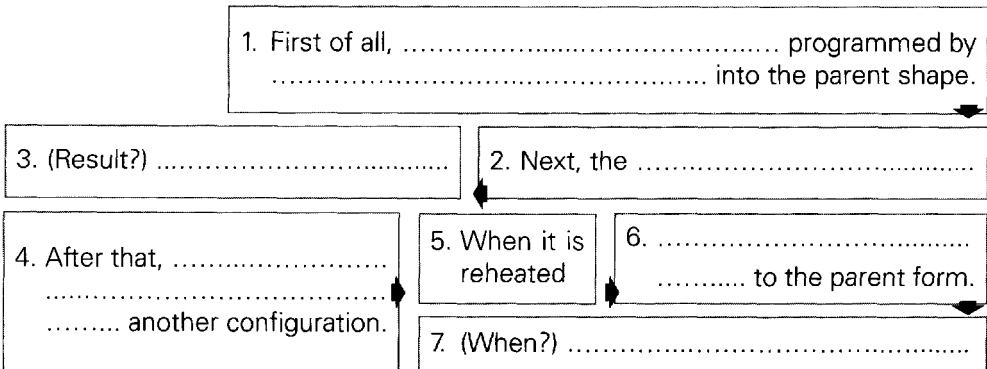 1. First of all, ............................................ programmed by
.................................................. into the parent shape.
2. Next, the .......................................
3. (Result?) ..................................
4. After that, .........................
.......................................
......... another configuration.
5. When it is
reheated
6. ....................................
........... to the parent form.
7. (When?) ..............................................